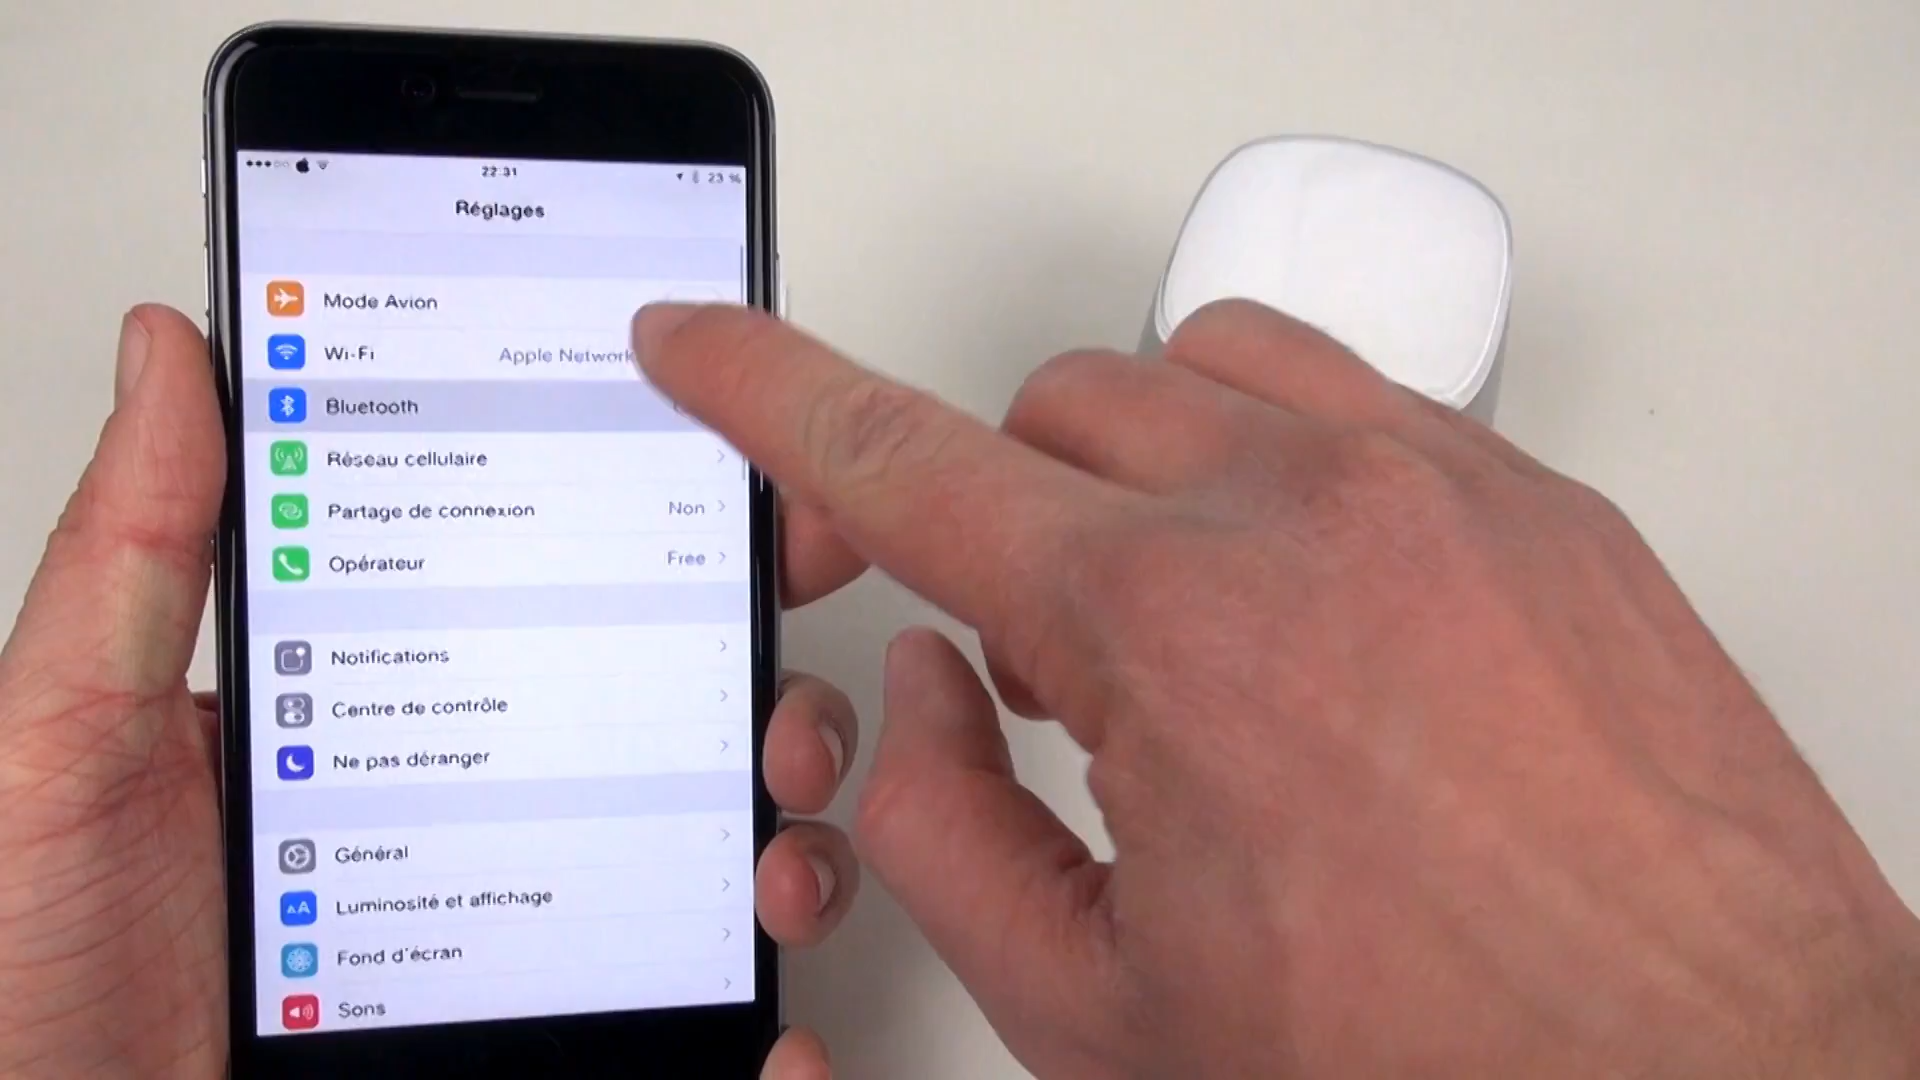 22:31
23 %
Réglages
Mode Avion
Wi-Fi Apple Network
Bluetooth
Réseau cellulaire
Partage de connexion Non
Opérateur Free
Notifications
Centre de contrôle
Ne pas déranger
Général
AA Luminosité et affichage
Fond d'écran
Sons